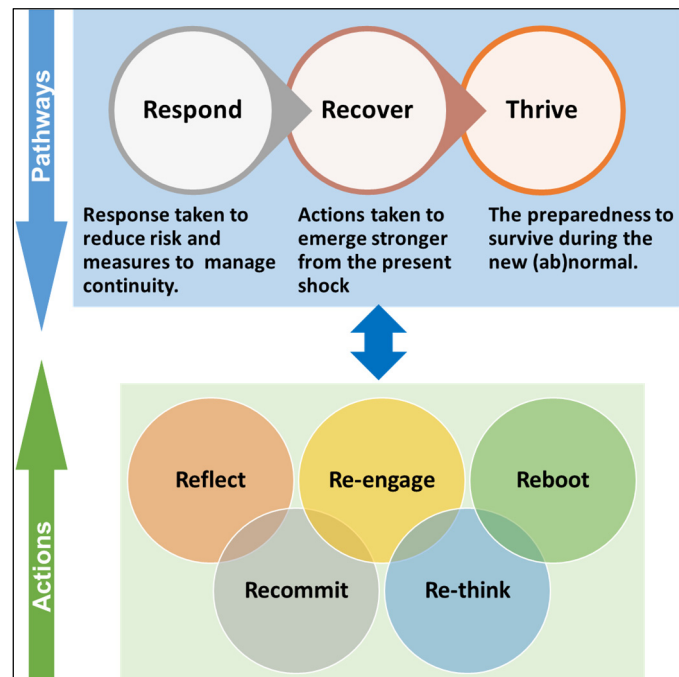 Pathways
Respond
Recover
Thrive
Response taken to
reduce risk and
measures to manage
continuity.
Actions taken to
emerge stronger
from the present
shock
The preparedness to
survive during the
new (ab)normal.
Actions
Reflect
Re-engage
Reboot
Recommit
Re-think